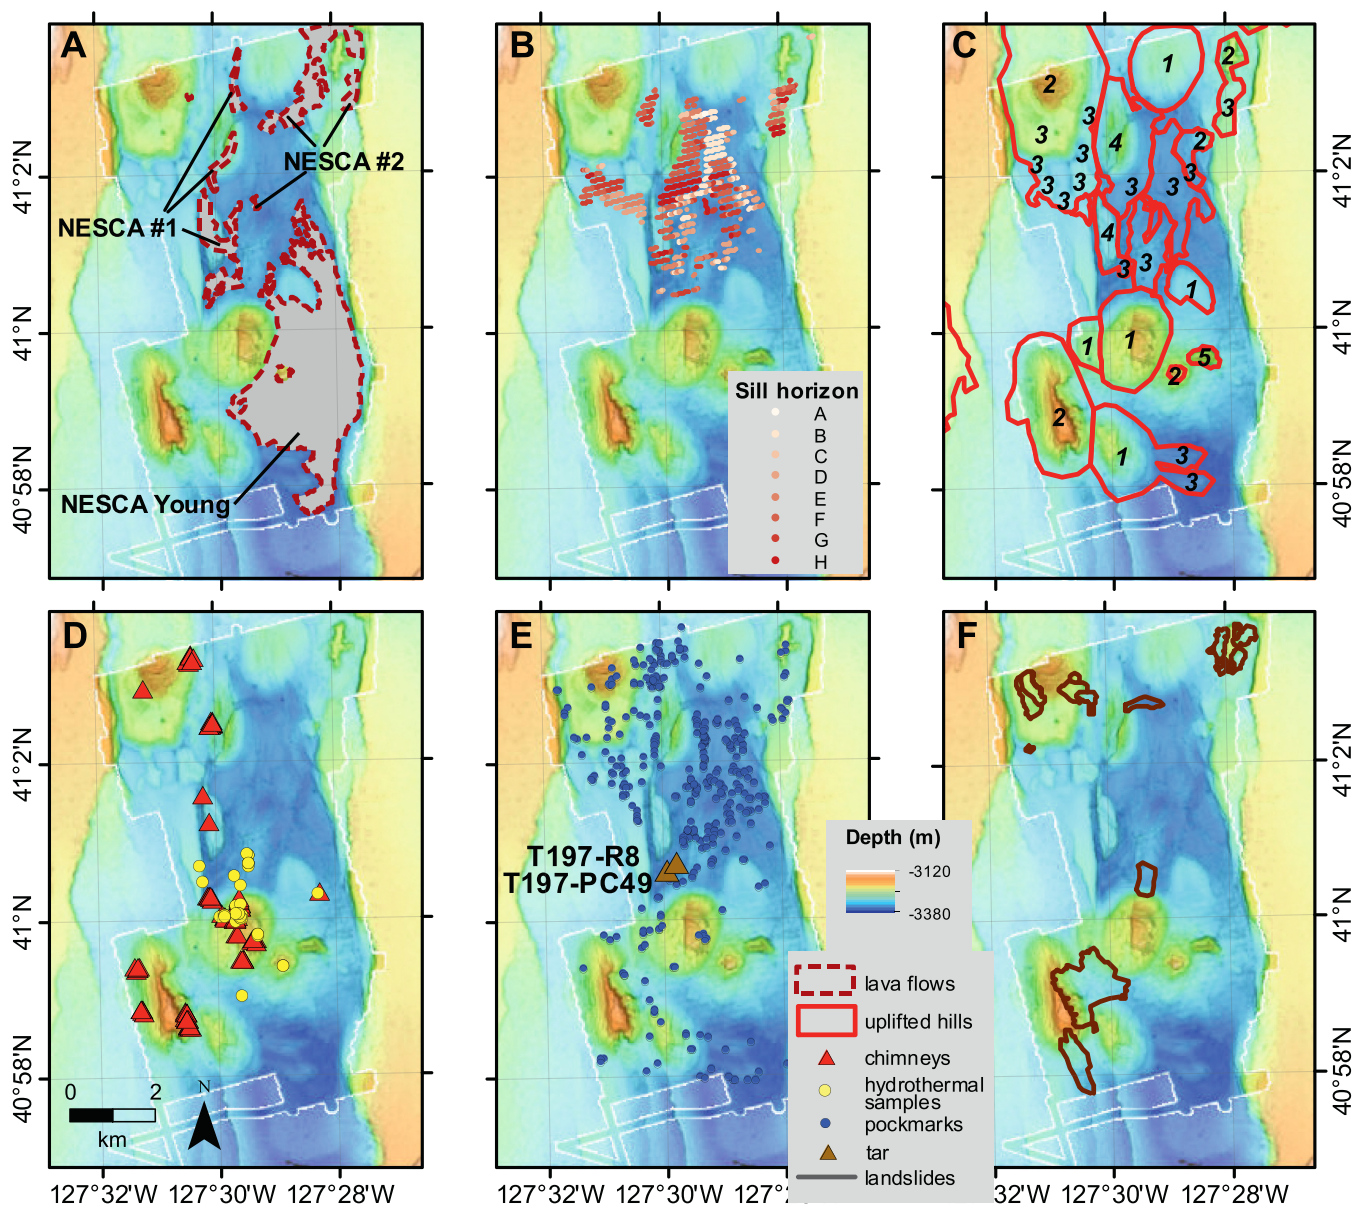 A
NESCA #2
NESCA #1
NESCA Young
41°2'N
41°N
40°58'N
B
Sill horizon
A
B
C
D
E
F
G
H
C
1
2
2
3
3
3
4
2
3
3
3
3
3
3
3
3
3
4
3
3
1
1
1
5
2
2
1
3
3
41°2'N
41°N
40°58'N
D
41°2'N
41°N
40°58'N
0 2
km
N
127°32'W 127°30'W 127°28'W
E
T197-R8
T197-PC49
127°32'W 127°30'W 127°2
Depth (m)
-3120
-3380
lava flows
uplifted hills
chimneys
hydrothermal
samples
pockmarks
tar
landslides
F
41°2'N
41°N
40°58'N
32'W 127°30'W 127°28'W